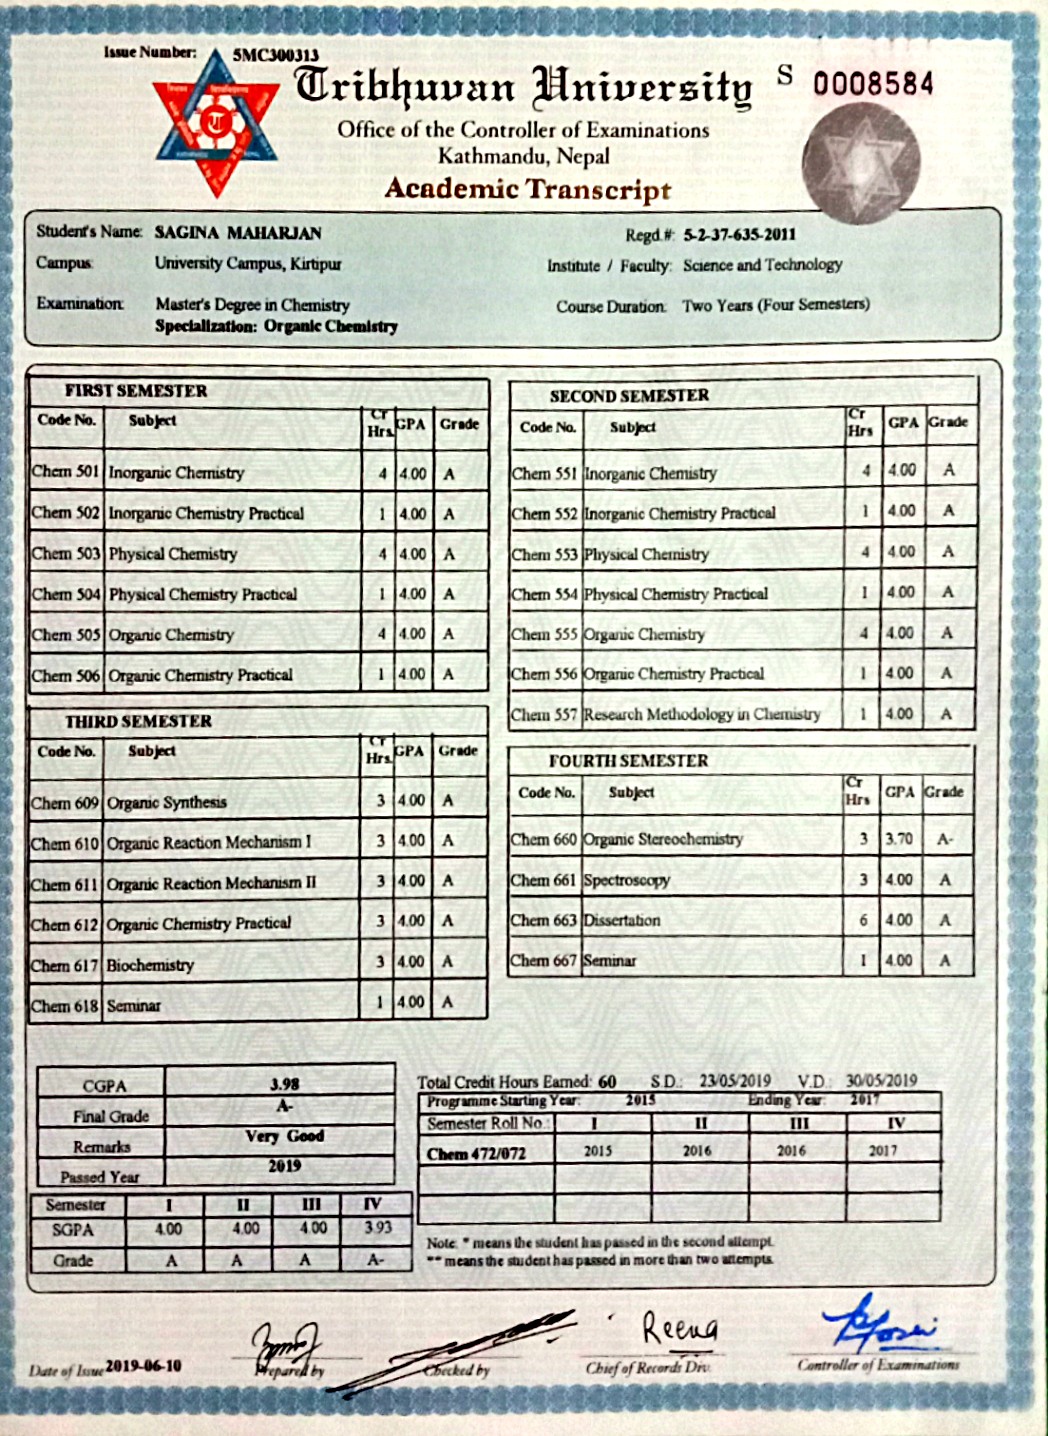 Issue Number: 5MC300313
Tribhuvan University S 0008584
Office of the Controller of Examinations
Kathmandu, Nepal
Academic Transcript
Student's Name: SAGINA MAHARJAN Regd.#: 5-2-37-635-2011
Campus: University Campus, Kirtipur Institute / Faculty: Science and Technology
Examination: Master's Degree in Chemistry Course Duration: Two Years (Four Semesters)
Specialization: Organic Chemistry
FIRST SEMESTER
Code No. Subject Cr Hrs. GPA Grade
Chem 501 Inorganic Chemistry 4 4.00 A
Chem 502 Inorganic Chemistry Practical 1 4.00 A
Chem 503 Physical Chemistry 4 4.00 A
Chem 504 Physical Chemistry Practical 1 4.00 A
Chem 505 Organic Chemistry 4 4.00 A
Chem 506 Organic Chemistry Practical 1 4.00 A
SECOND SEMESTER
Code No. Subject Cr Hrs GPA Grade
Chem 551 Inorganic Chemistry 4 4.00 A
Chem 552 Inorganic Chemistry Practical 1 4.00 A
Chem 553 Physical Chemistry 4 4.00 A
Chem 554 Physical Chemistry Practical 1 4.00 A
Chem 555 Organic Chemistry 4 4.00 A
Chem 556 Organic Chemistry Practical 1 4.00 A
Chem 557 Research Methodology in Chemistry 1 4.00 A
THIRD SEMESTER
Code No. Subject Cr Hrs. GPA Grade
Chem 609 Organic Synthesis 3 4.00 A
Chem 610 Organic Reaction Mechanism I 3 4.00 A
Chem 611 Organic Reaction Mechanism II 3 4.00 A
Chem 612 Organic Chemistry Practical 3 4.00 A
Chem 617 Biochemistry 3 4.00 A
Chem 618 Seminar 1 4.00 A
FOURTH SEMESTER
Code No. Subject Cr Hrs GPA Grade
Chem 660 Organic Stereochemistry 3 3.70 A-
Chem 661 Spectroscopy 3 4.00 A
Chem 663 Dissertation 6 4.00 A
Chem 667 Seminar 1 4.00 A
CGPA 3.98
Final Grade A-
Remarks Very Good
Passed Year 2019
Semester I II III IV
SGPA 4.00 4.00 4.00 3.93
Grade A A A A-
Total Credit Hours Earned: 60 S.D.: 23/05/2019 V.D.: 30/05/2019
Programme Starting Year: 2015 Ending Year: 2017
Semester Roll No.: I II III IV
Chem 472/072 2015 2016 2016 2017
Note: * means the student has passed in the second attempt.
** means the student has passed in more than two attempts.
Reena
Date of Issue 2019-06-10 Prepared by Checked by Chief of Records Div. Controller of Examinations